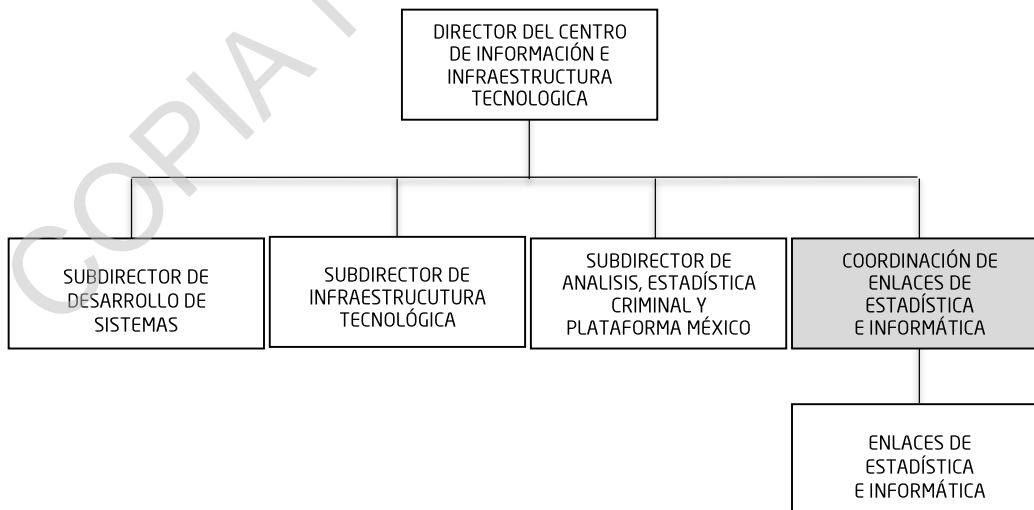 DIRECTOR DEL CENTRO
DE INFORMACIÓN E
INFRAESTRUCTURA
TECNOLOGICA
SUBDIRECTOR DE
DESARROLLO DE
SISTEMAS
SUBDIRECTOR DE
INFRAESTRUCUTURA
TECNOLÓGICA
SUBDIRECTOR DE
ANALISIS, ESTADÍSTICA
CRIMINAL Y
PLATAFORMA MÉXICO
COORDINACIÓN DE
ENLACES DE
ESTADÍSTICA
E INFORMÁTICA
ENLACES DE
ESTADÍSTICA
E INFORMÁTICA
COPIA